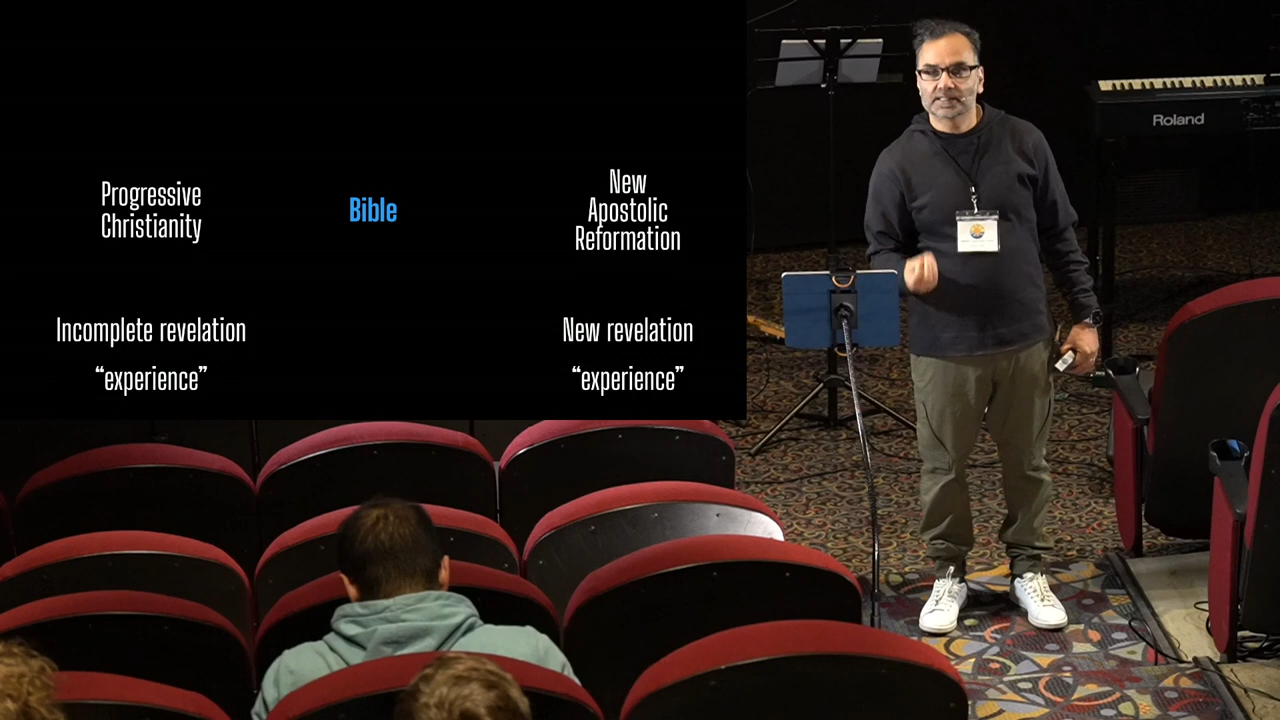 Progressive
Christianity
Bible
New
Apostolic
Reformation
Incomplete revelation
New revelation
“experience”
“experience”
Roland